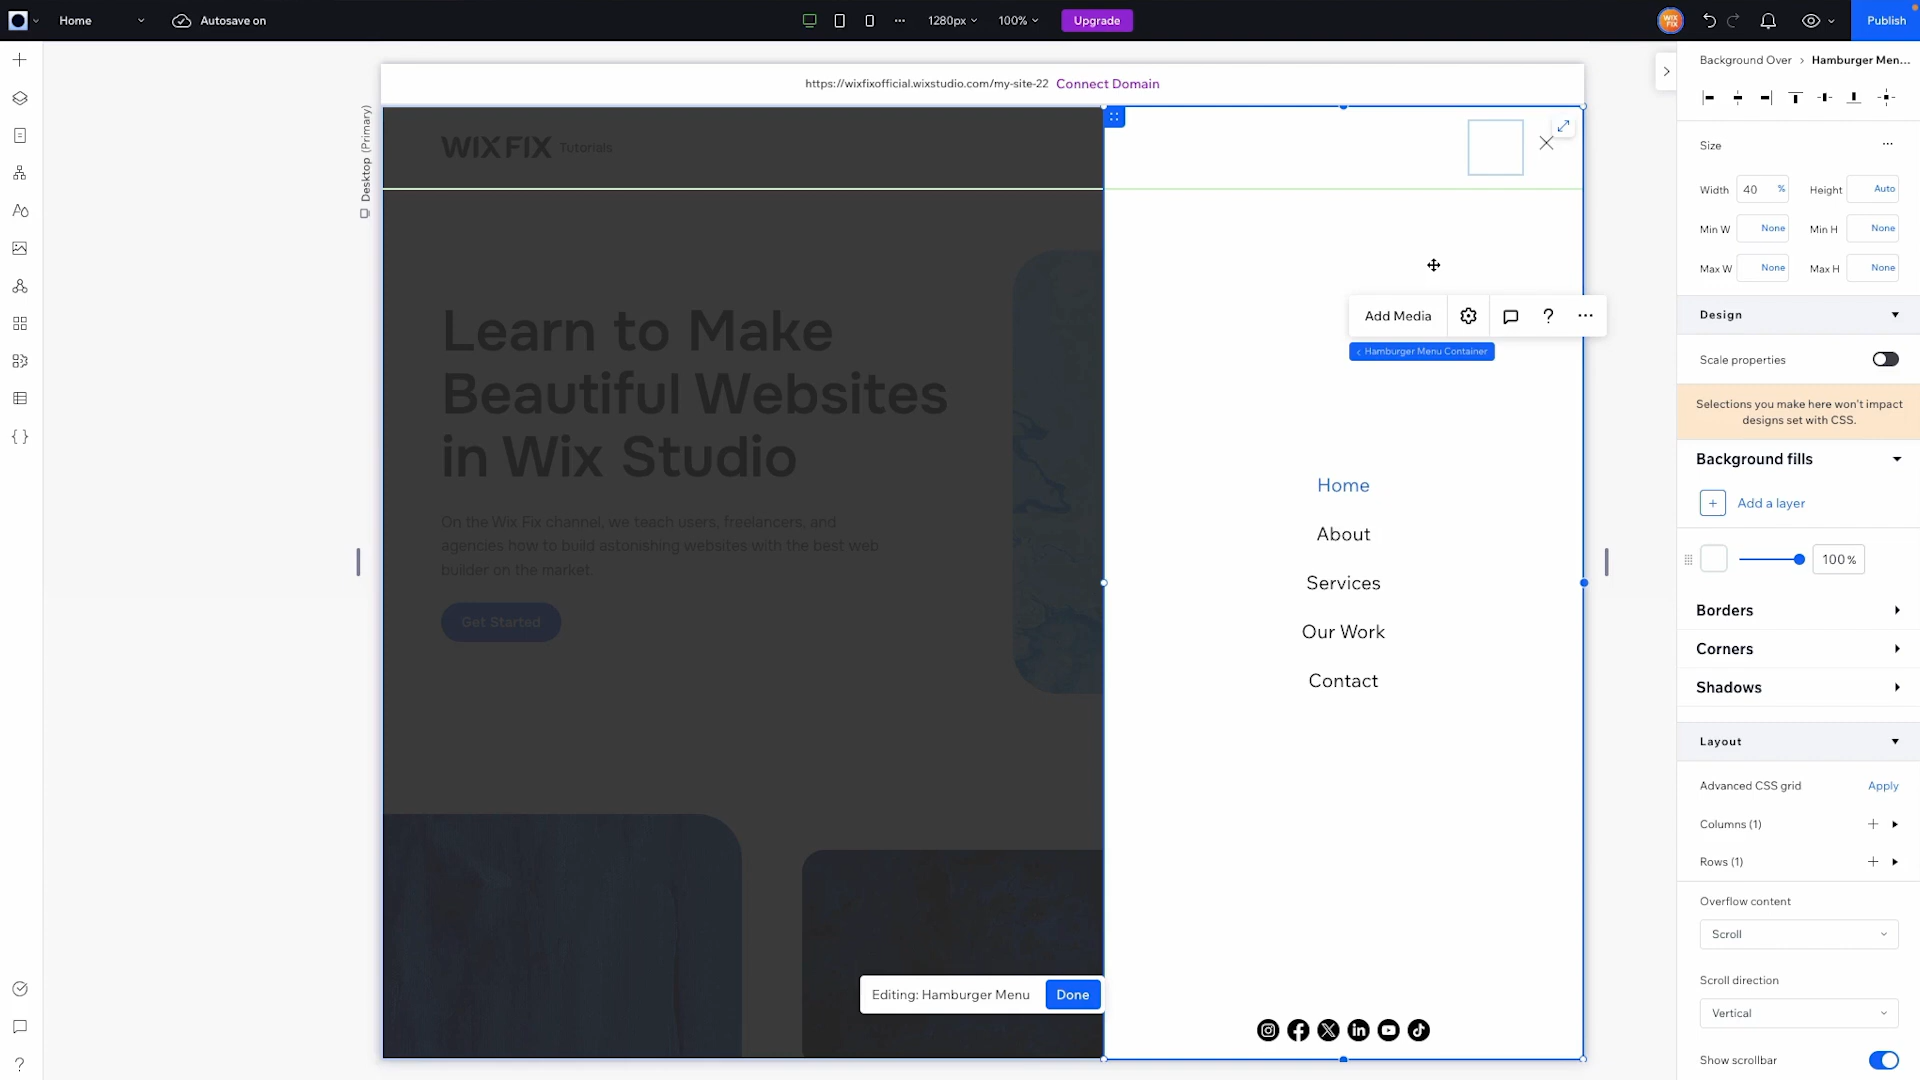 Home
Autosave on
1280px
100%
Upgrade
WIX
FIX
Publish
https://wixfixofficial.wixstudio.com/my-site-22 Connect Domain
Background Over > Hamburger Men...
Desktop (Primary)
WIX FIX Tutorials
Size
Width 40 % Height Auto
Min W None Min H None
Max W None Max H None
Design
Scale properties
Selections you make here won't impact
designs set with CSS.
Background fills
Add a layer
100 %
Borders
Corners
Shadows
Layout
Advanced CSS grid Apply
Columns (1)
Rows (1)
Overflow content
Scroll
Scroll direction
Vertical
Show scrollbar
Add Media
Hamburger Menu Container
Learn to Make
Beautiful Websites
in Wix Studio
On the Wix Fix channel, we teach users, freelancers, and
agencies how to build astonishing websites with the best web
builder on the market.
Get Started
Home
About
Services
Our Work
Contact
Editing: Hamburger Menu Done